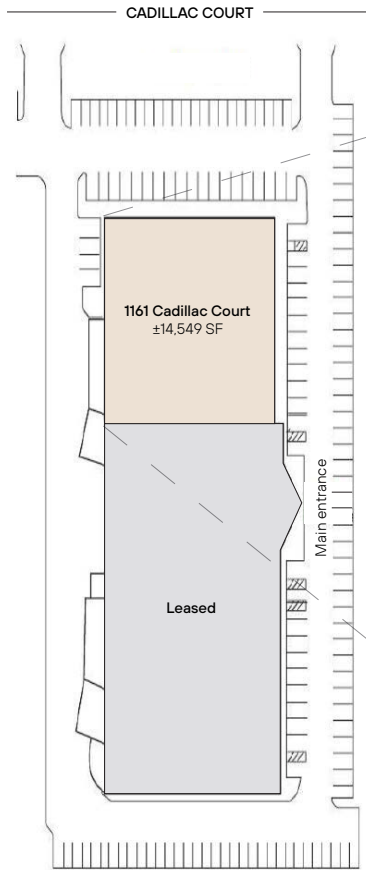 CADILLAC COURT
1161 Cadillac Court
±14,549 SF
Main entrance
Leased